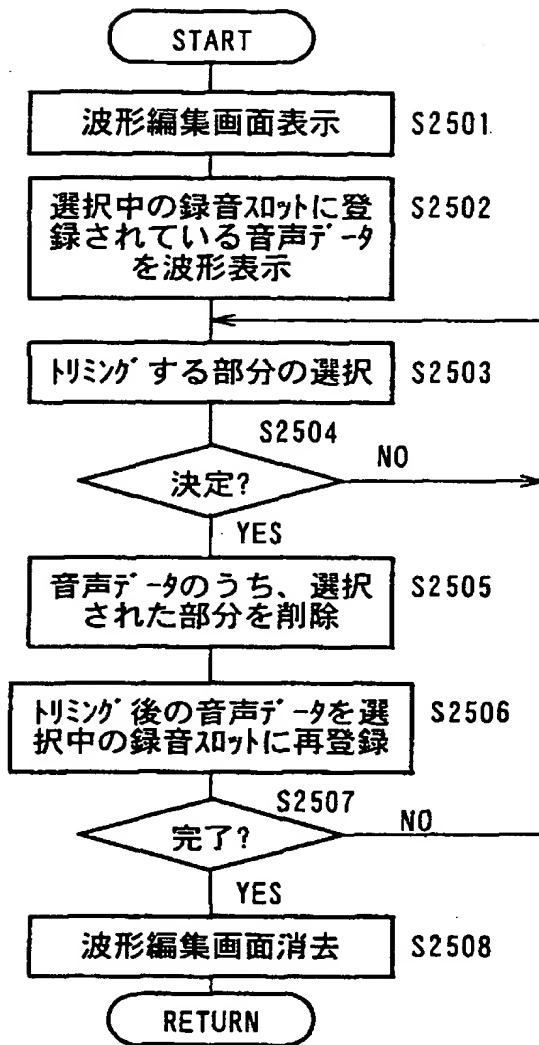 START
波形編集画面表示
S2501
選択中の録音ｽﾛｯﾄに登
録されている音声ﾃﾞｰﾀ
を波形表示
S2502
ﾄﾘﾐﾝｸﾞする部分の選択
S2503
S2504
決定?
NO
YES
音声ﾃﾞｰﾀのうち、選択
された部分を削除
S2505
ﾄﾘﾐﾝｸﾞ後の音声ﾃﾞｰﾀを選
択中の録音ｽﾛｯﾄに再登録
S2506
S2507
完了?
NO
YES
波形編集画面消去
S2508
RETURN